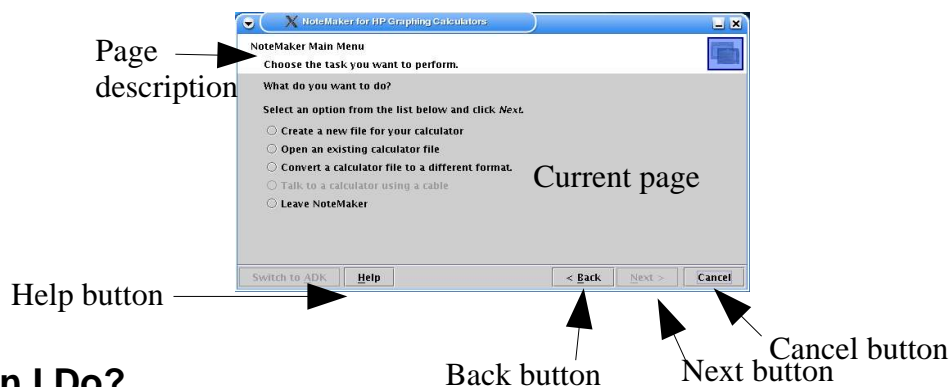 NoteMaker for HP Graphing Calculators
NoteMaker Main Menu
Choose the task you want to perform.
Page
description
What do you want to do?
Select an option from the list below and click Next.
Create a new file for your calculator
Open an existing calculator file
Convert a calculator file to a different format.
Talk to a calculator using a cable
Leave NoteMaker
Current page
Switch to ADK
Help
< Back
Next >
Cancel
Help button
Cancel button
Next button
Back button
n I Do?